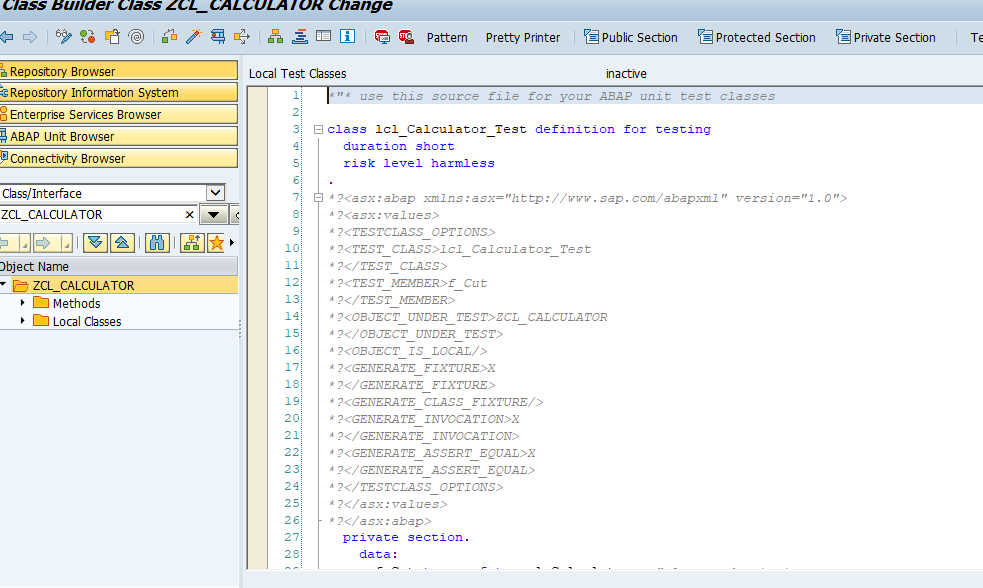 Class Builder Class ZCL_CALCULATOR Change
Pattern Pretty Printer Public Section Protected Section Private Section
Repository Browser
Repository Information System
Enterprise Services Browser
ABAP Unit Browser
Connectivity Browser
Class/Interface
ZCL_CALCULATOR
Object Name
ZCL_CALCULATOR
Methods
Local Classes
Local Test Classes inactive
1 *"* use this source file for your ABAP unit test classes
2
3 class lcl_Calculator_Test definition for testing
4 duration short
5 risk level harmless
6 .
7 *?<asx:abap xmlns:asx="http://www.sap.com/abapxml" version="1.0">
8 *?<asx:values>
9 *?<TESTCLASS_OPTIONS>
10 *?<TEST_CLASS>lcl_Calculator_Test
11 *?</TEST_CLASS>
12 *?<TEST_MEMBER>f_Cut
13 *?</TEST_MEMBER>
14 *?<OBJECT_UNDER_TEST>ZCL_CALCULATOR
15 *?</OBJECT_UNDER_TEST>
16 *?<OBJECT_IS_LOCAL/>
17 *?<GENERATE_FIXTURE>X
18 *?</GENERATE_FIXTURE>
19 *?<GENERATE_CLASS_FIXTURE/>
20 *?<GENERATE_INVOCATION>X
21 *?</GENERATE_INVOCATION>
22 *?<GENERATE_ASSERT_EQUAL>X
23 *?</GENERATE_ASSERT_EQUAL>
24 *?</TESTCLASS_OPTIONS>
25 *?</asx:values>
26 *?</asx:abap>
27 private section.
28 data: